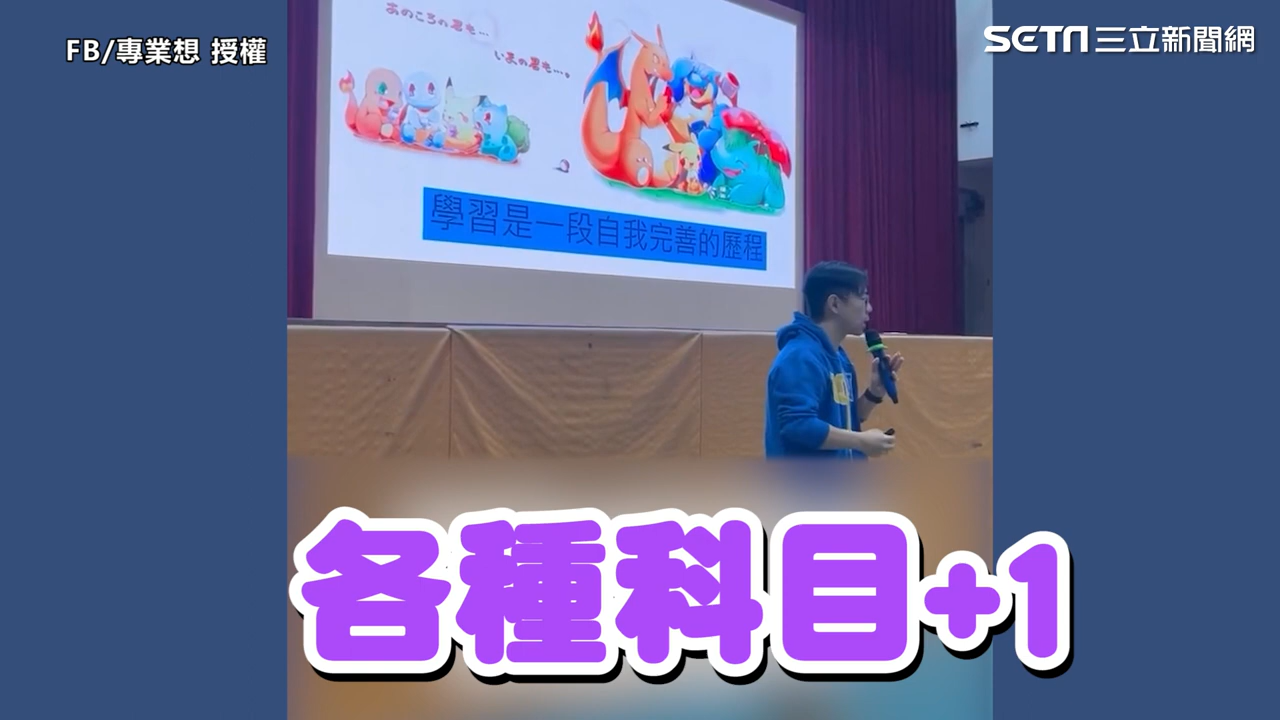 FB/專業想 授權
SETN三立新聞網
あのころの君も…
いまの君も…。
學習是一段自我完善的歷程
各種科目+1